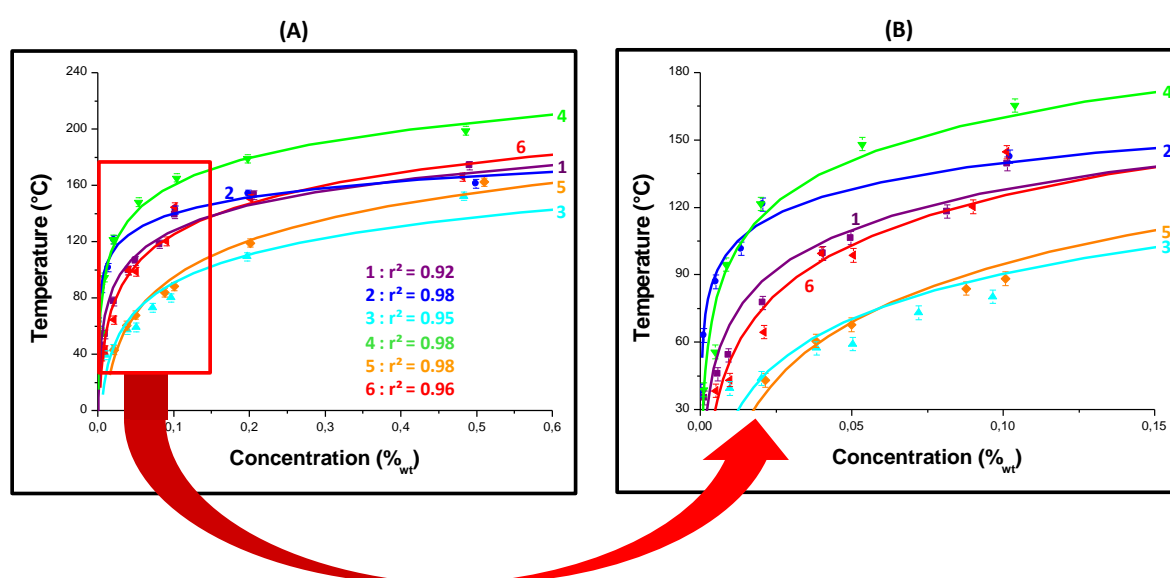 (A)
240
200
160
120
80
40
0
0,0 0,1 0,2 0,3 0,4 0,5 0,6
Temperature (°C)
Concentration (%wt)
4
6
1
2
5
3
1 : r² = 0.92
2 : r² = 0.98
3 : r² = 0.95
4 : r² = 0.98
5 : r² = 0.98
6 : r² = 0.96
(B)
180
150
120
90
60
30
0,00 0,05 0,10 0,15
Temperature (°C)
Concentration (%wt)
4
2
1
6
5
3